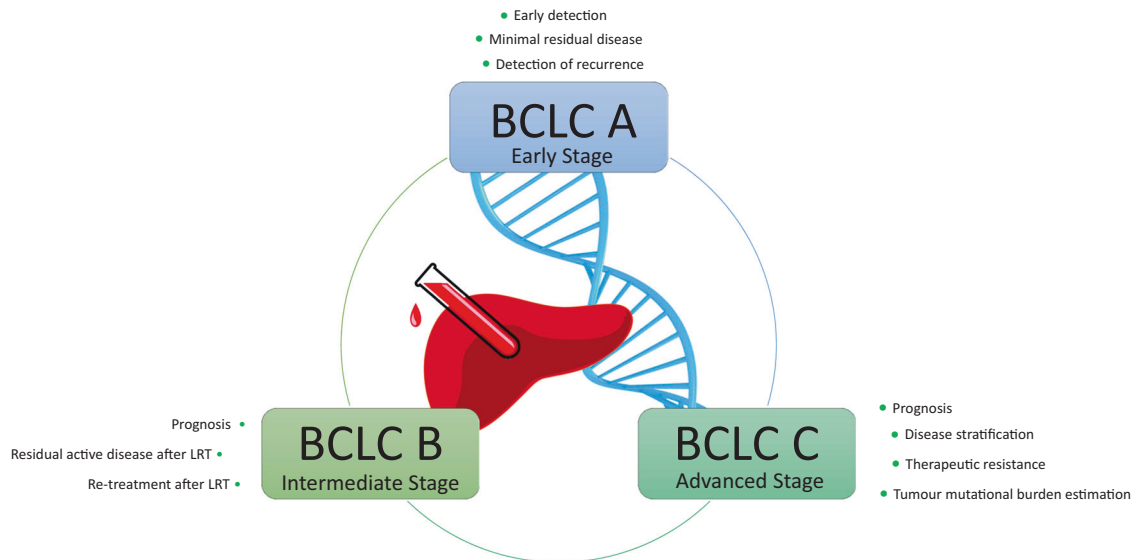 Early detection
Minimal residual disease
Detection of recurrence
BCLC A
Early Stage
Prognosis
Residual active disease after LRT
Re-treatment after LRT
BCLC B
Intermediate Stage
BCLC C
Advanced Stage
Prognosis
Disease stratification
Therapeutic resistance
Tumour mutational burden estimation